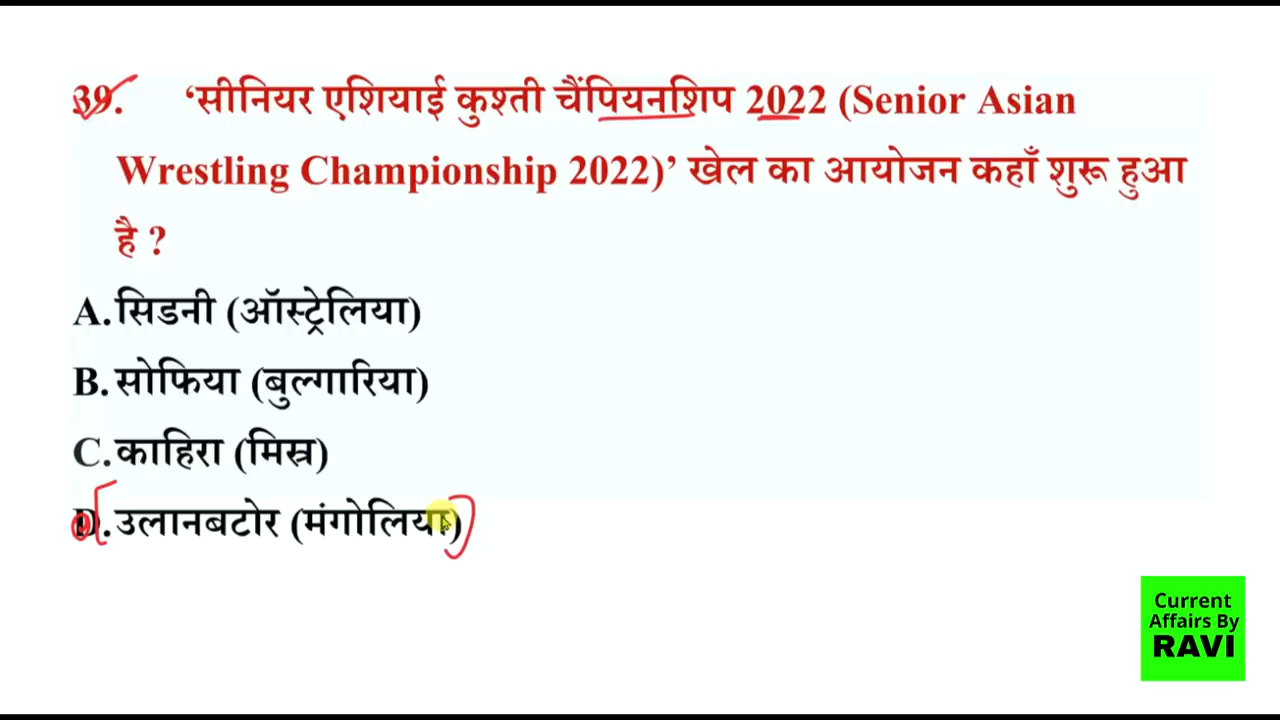 39. ‘सीनियर एशियाई कुश्ती चैंपियनशिप 2022 (Senior Asian
Wrestling Championship 2022)’ खेल का आयोजन कहाँ शुरू हुआ
है ?
A.सिडनी (ऑस्ट्रेलिया)
B.सोफिया (बुल्गारिया)
C.काहिरा (मिस्र)
D.उलानबटोर (मंगोलिया)
Current
Affairs By
RAVI